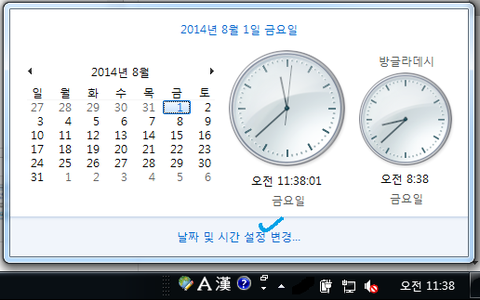 2014년 8월 1일 금요일
2014년 8월
일 월 화 수 목 금 토
27 28 29 30 31 1 2
3 4 5 6 7 8 9
10 11 12 13 14 15 16
17 18 19 20 21 22 23
24 25 26 27 28 29 30
31 1 2 3 4 5 6
오전 11:38:01
금요일
방글라데시
오전 8:38
금요일
날짜 및 시간 설정 변경...
A 漢 ? 오전 11:38